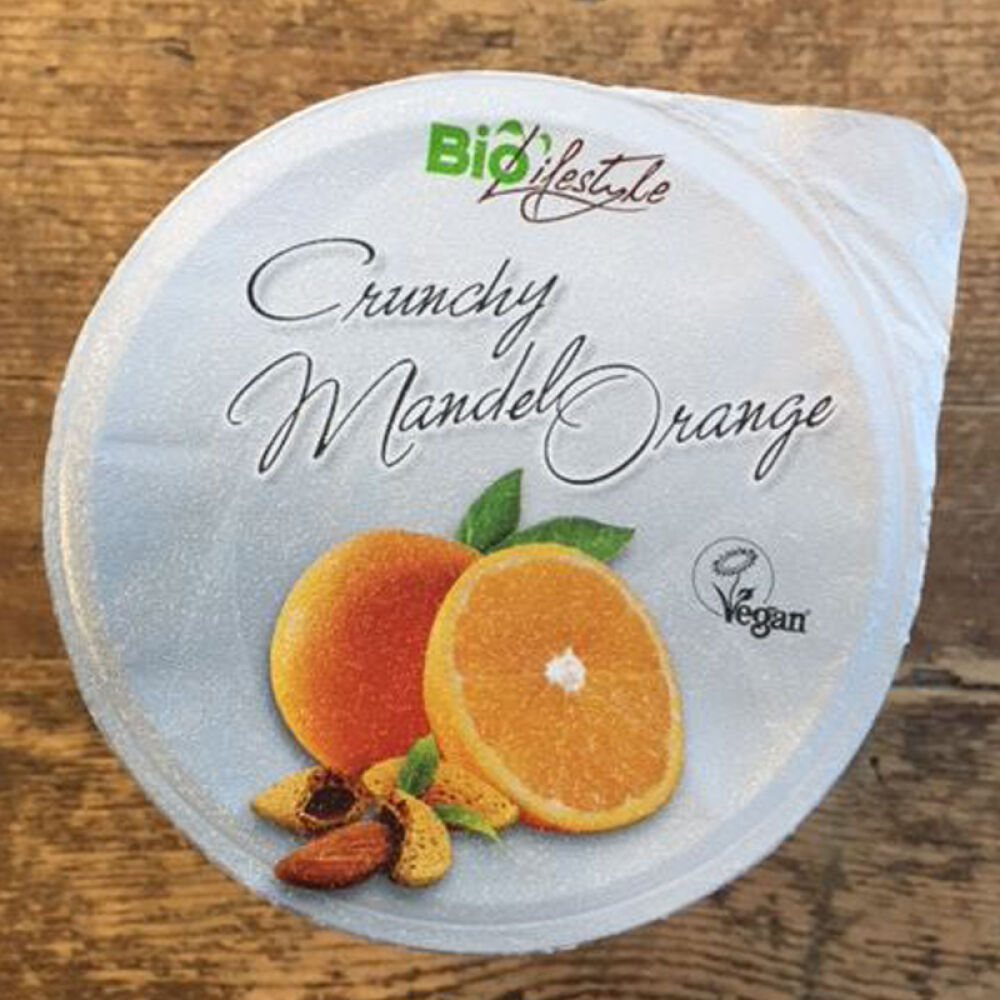 Bio Lifestyle
Crunchy
Mandel Orange
Vegan